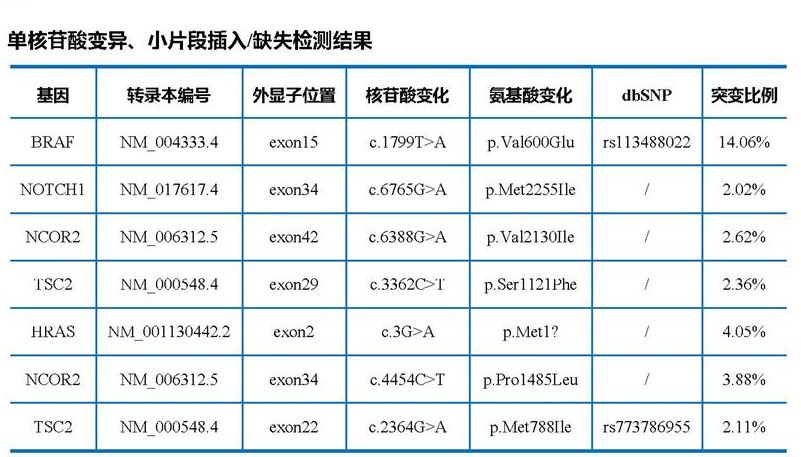 单核苷酸变异、小片段插入/缺失检测结果
基因 转录本编号 外显子位置 核苷酸变化 氨基酸变化 dbSNP 突变比例
BRAF NM_004333.4 exon15 c.1799T>A p.Val600Glu rs113488022 14.06%
NOTCH1 NM_017617.4 exon34 c.6765G>A p.Met2255Ile / 2.02%
NCOR2 NM_006312.5 exon42 c.6388G>A p.Val2130Ile / 2.62%
TSC2 NM_000548.4 exon29 c.3362C>T p.Ser1121Phe / 2.36%
HRAS NM_001130442.2 exon2 c.3G>A p.Met1? / 4.05%
NCOR2 NM_006312.5 exon34 c.4454C>T p.Pro1485Leu / 3.88%
TSC2 NM_000548.4 exon22 c.2364G>A p.Met788Ile rs773786955 2.11%